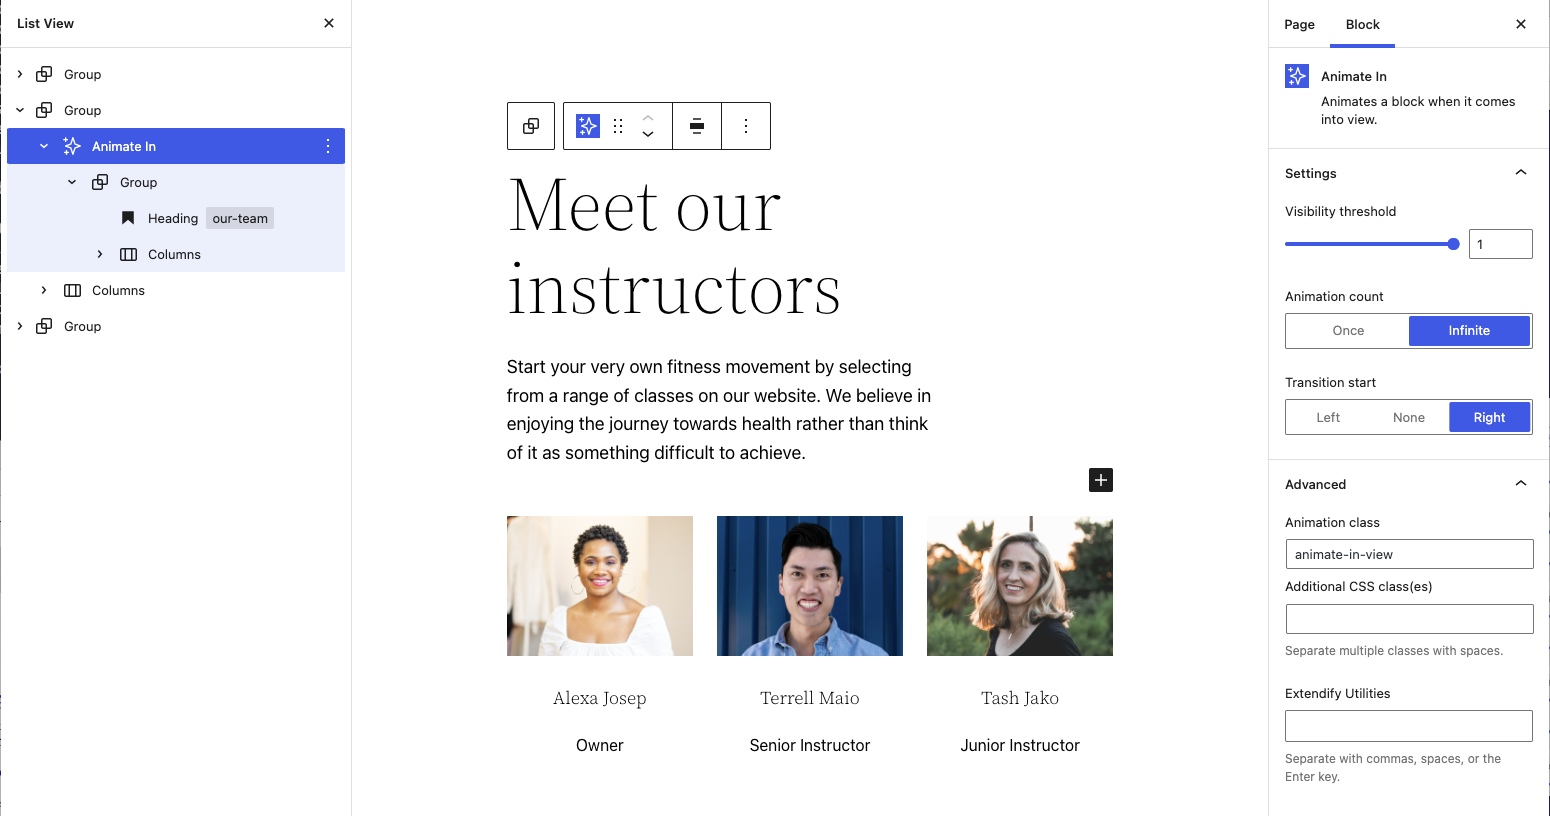 List View
Group
Group
Animate In
Group
Heading our-team
Columns
Columns
Group
Meet our
instructors
Start your very own fitness movement by selecting
from a range of classes on our website. We believe in
enjoying the journey towards health rather than think
of it as something difficult to achieve.
Alexa Josep
Owner
Terrell Maio
Senior Instructor
Tash Jako
Junior Instructor
Page Block
Animate In
Animates a block when it comes
into view.
Settings
Visibility threshold
1
Animation count
Once Infinite
Transition start
Left None Right
Advanced
Animation class
animate-in-view
Additional CSS class(es)
Separate multiple classes with spaces.
Extendify Utilities
Separate with commas, spaces, or the
Enter key.